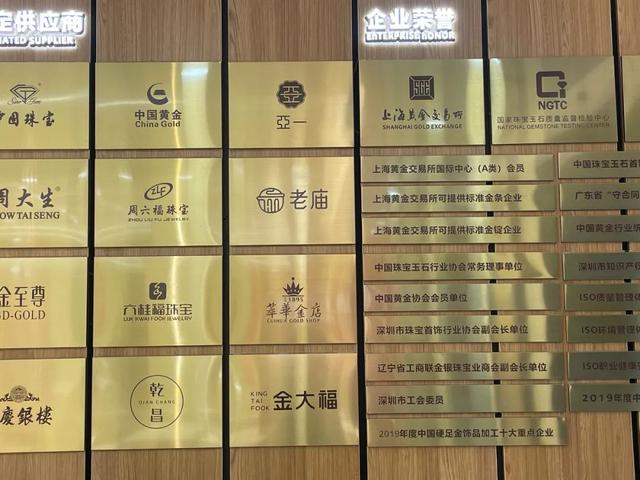 定供应商
NATED SUPPLIER
企业荣誉
ENTERPRISE HONOR
中国珠宝
中国黄金
China Gold
亞一
上海黄金交易所
SHANGHAI GOLD EXCHANGE
NGTC
国家珠宝玉石质量监督检验中心
NATIONAL GEMSTONE TESTING CENTER
周大生
OWTAISENG
ZLF
周六福珠宝
ZHOU LIU FU JEWELRY
老庙
上海黄金交易所国际中心（A类）会员
上海黄金交易所可提供标准金条企业
上海黄金交易所可提供标准金锭企业
中国珠宝玉石首
广东省“守合同
中国黄金行业
金至尊
3D-GOLD
六桂福珠宝
LUK KWAI FOOK JEWELRY
1895
萃華金店
CUIHUA GOLD SHOP
中国珠宝玉石行业协会常务理事单位
中国黄金协会会员单位
深圳市珠宝首饰行业协会副会长单位
深圳市知识产
ISO质量管理
ISO环境管理
慶銀樓
乾昌
QIAN CHANG
KING
TAI
FOOK
金大福
辽宁省工商联金银珠宝业商会副会长单位
深圳市工会委员
2019年度中国硬足金饰品加工十大重点企业
ISO职业健康
2019年度中